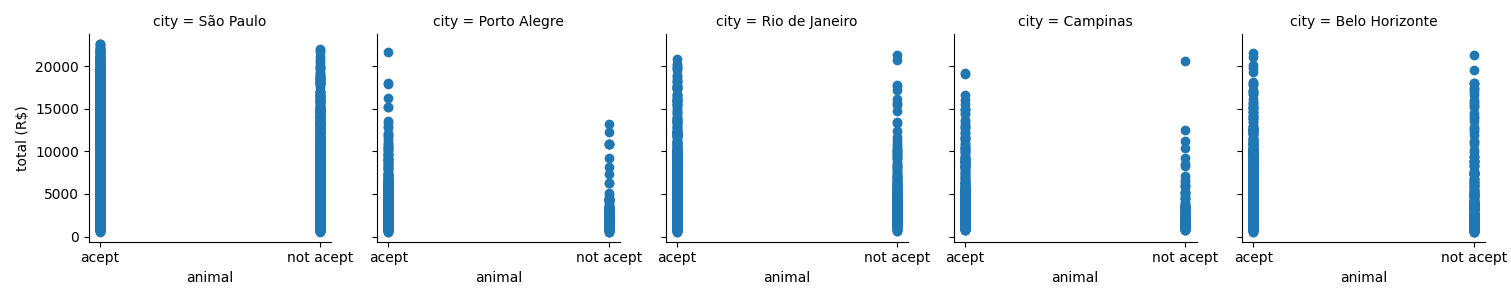 city = São Paulo
city = Porto Alegre
city = Rio de Janeiro
city = Campinas
city = Belo Horizonte
total (R$)
20000
15000
10000
5000
0
acept
not acept
acept
not acept
acept
not acept
acept
not acept
acept
not acept
animal
animal
animal
animal
animal